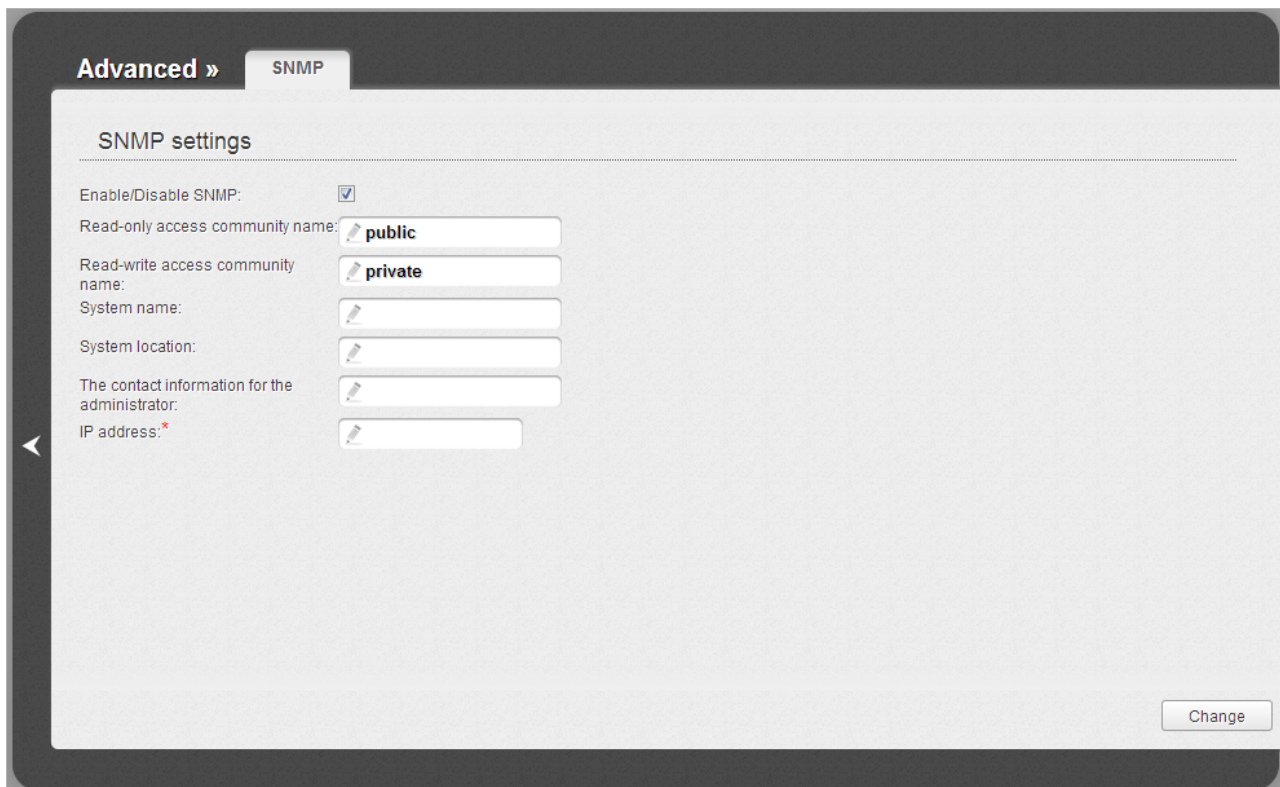 Advanced »
SNMP
SNMP settings
Enable/Disable SNMP:
Read-only access community name:
public
Read-write access community
name:
private
System name:
System location:
The contact information for the
administrator:
IP address:*
Change